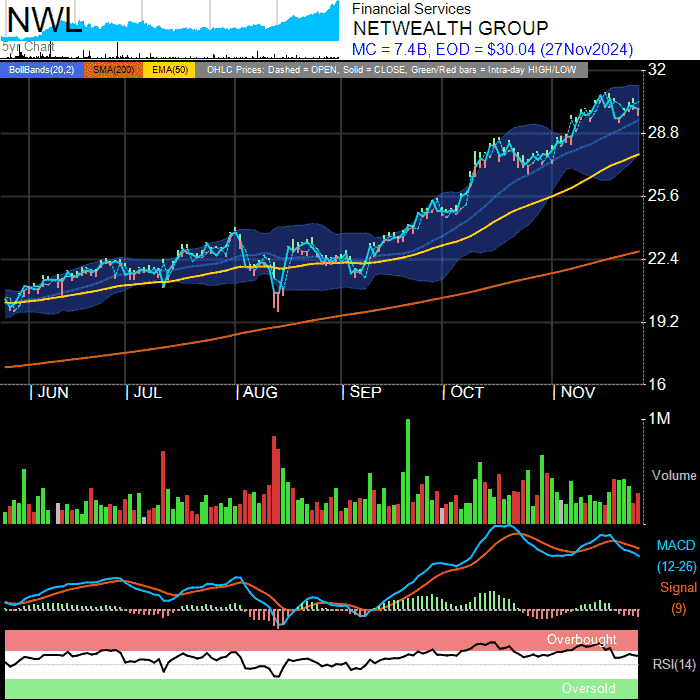 NWL
5yr Chart
Financial Services
NETWEALTH GROUP
MC = 7.4B, EOD = $30.04 (27Nov2024)
BollBands(20,2) SMA(200) EMA(50) OHLC Prices: Dashed = OPEN, Solid = CLOSE, Green/Red bars = Intra-day HIGH/LOW
32
28.8
25.6
22.4
19.2
16
JUN JUL AUG SEP OCT NOV
1M
Volume
MACD
(12-26)
Signal
(9)
Overbought
RSI(14)
Oversold